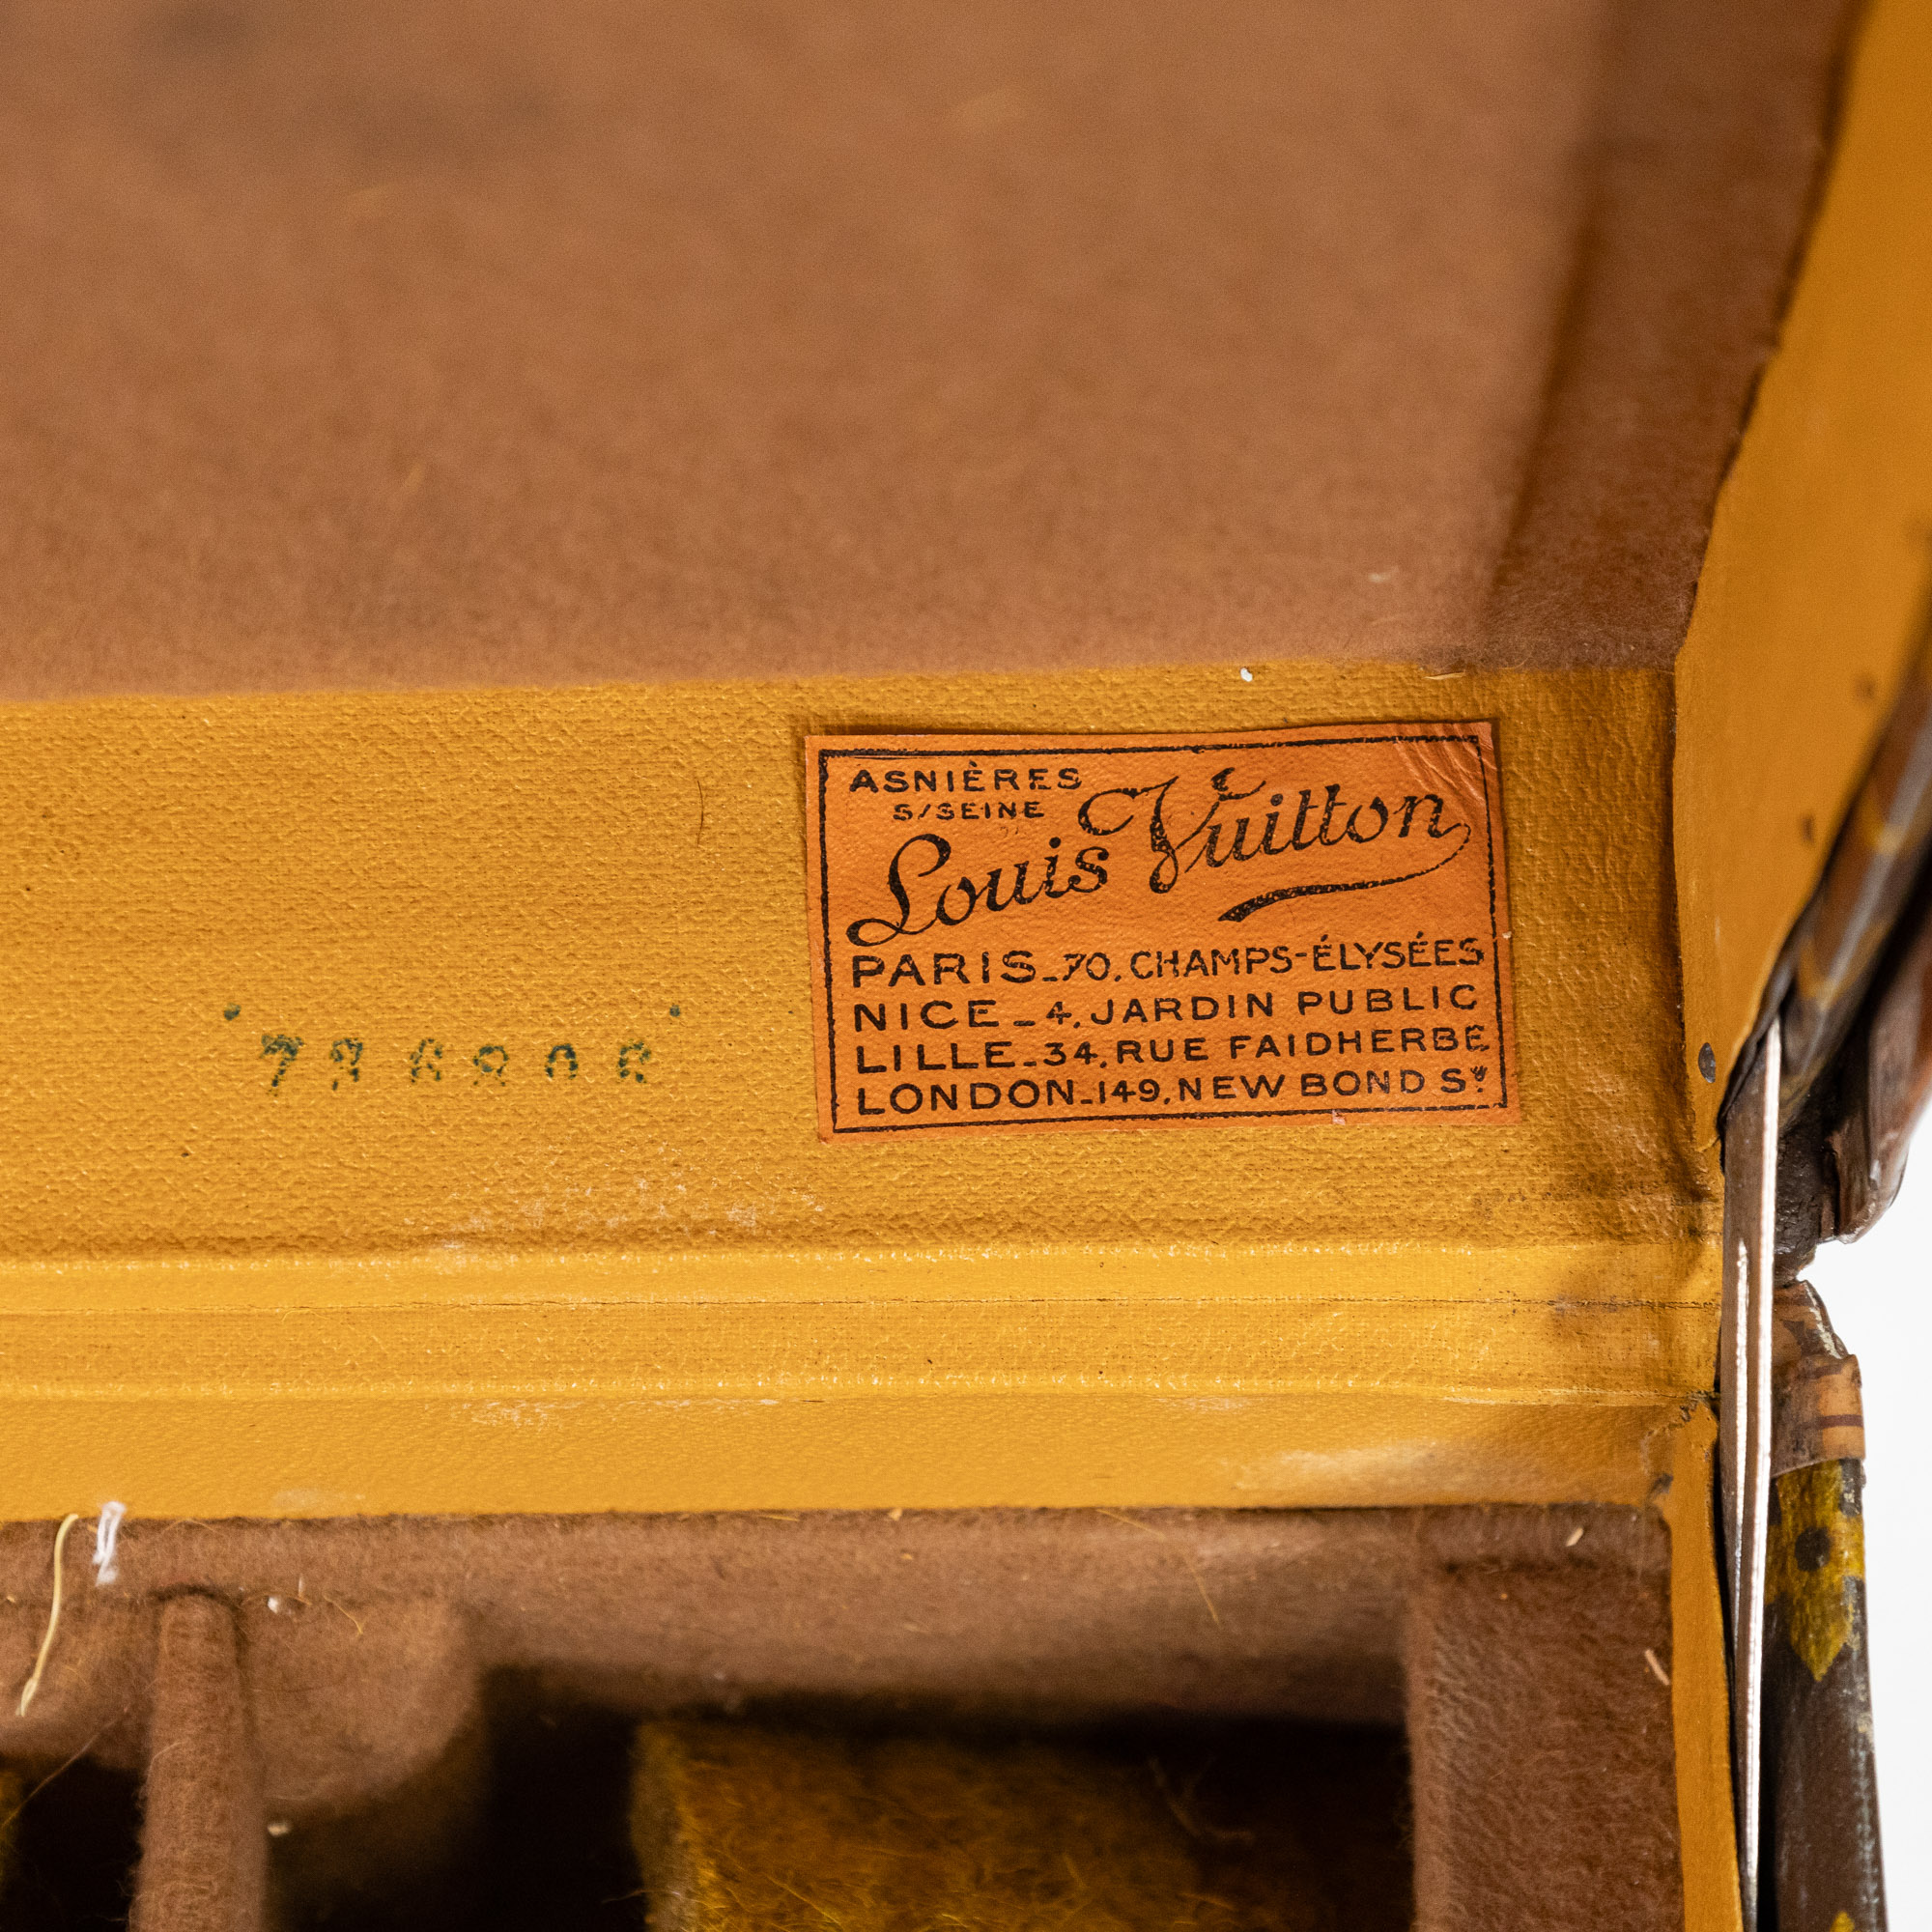 ASNIÈRES
S/SEINE
Louis Vuitton
PARIS_70, CHAMPS-ÉLYSÉES
NICE_4, JARDIN PUBLIC
LILLE_34, RUE FAIDHERBE
LONDON_149, NEW BOND Sᵀ